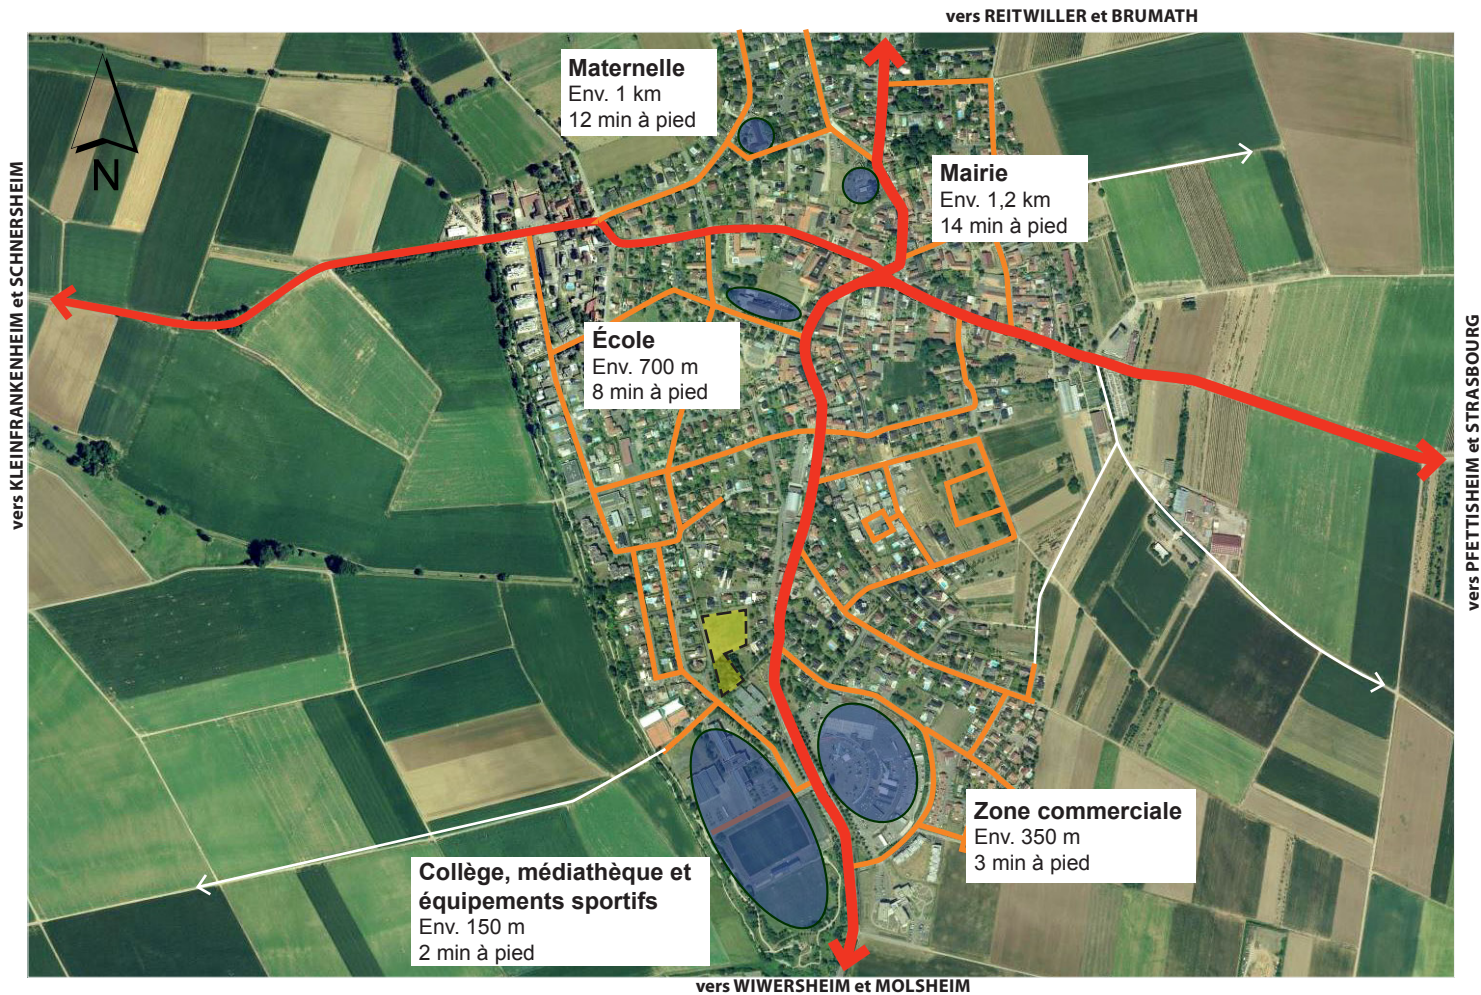 vers REITWILLER et BRUMATH
Maternelle
Env. 1 km
12 min à pied
N
Mairie
Env. 1,2 km
14 min à pied
vers KLEINFRANKENHEIM et SCHNERSHEIM
École
Env. 700 m
8 min à pied
vers PFETTISHEIM et STRASBOURG
Zone commerciale
Env. 350 m
3 min à pied
Collège, médiathèque et
équipements sportifs
Env. 150 m
2 min à pied
vers WIWERSHEIM et MOLSHEIM